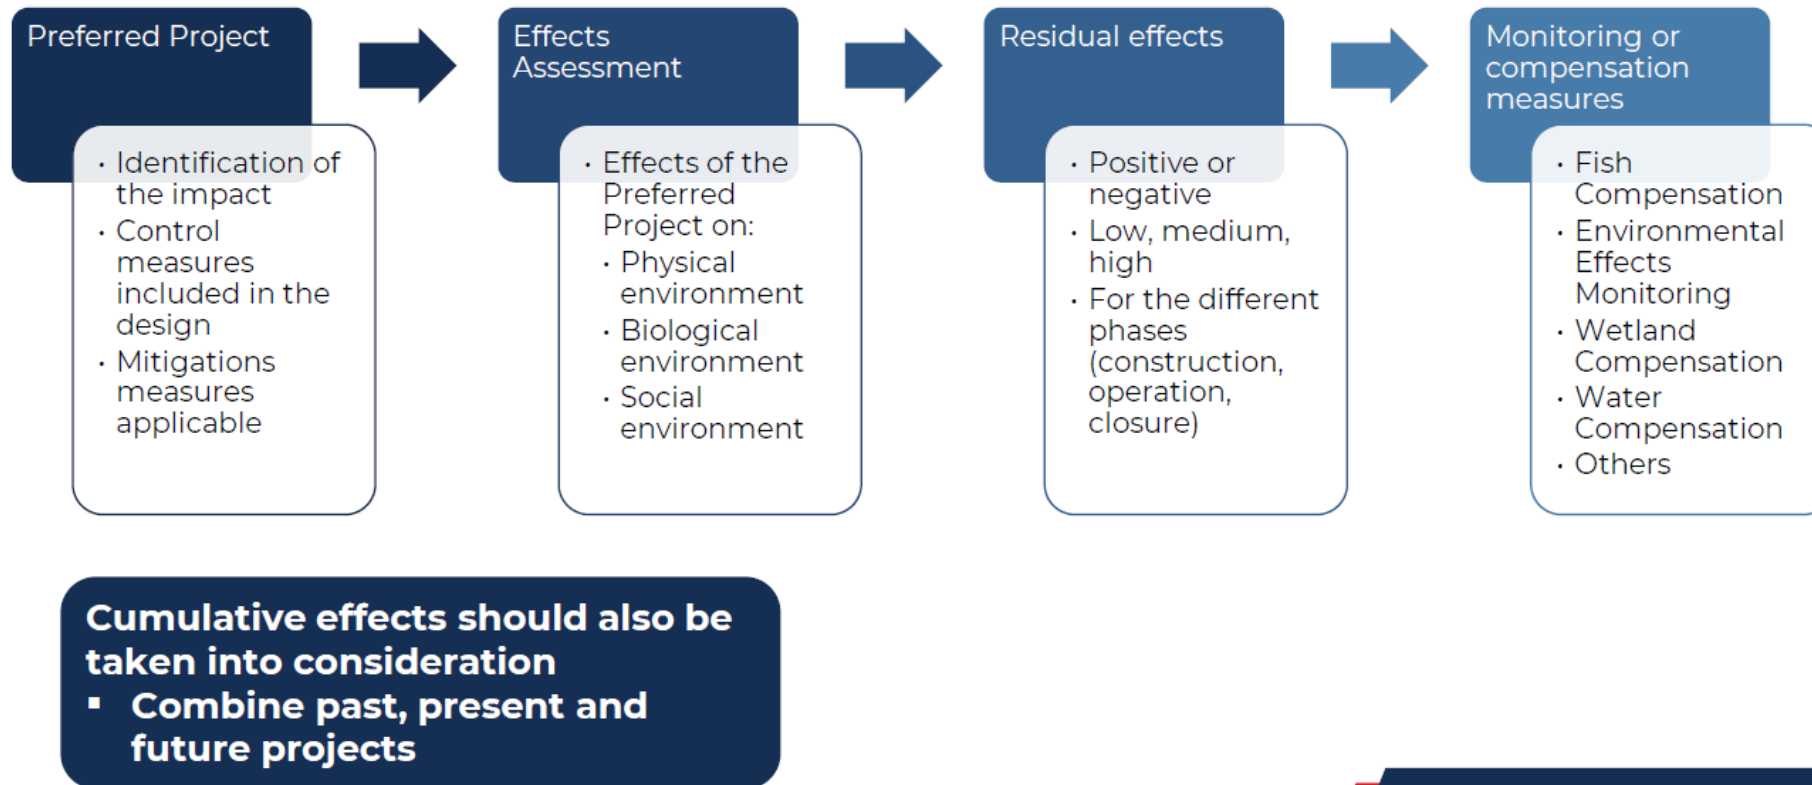 Preferred Project
· Identification of
the impact
· Control
measures
included in the
design
· Mitigations
measures
applicable
Effects
Assessment
· Effects of the
Preferred
Project on:
· Physical
environment
· Biological
environment
· Social
environment
Residual effects
· Positive or
negative
· Low, medium,
high
· For the different
phases
(construction,
operation,
closure)
Monitoring or
compensation
measures
· Fish
Compensation
· Environmental
Effects
Monitoring
· Wetland
Compensation
· Water
Compensation
· Others
Cumulative effects should also be
taken into consideration
▪ Combine past, present and
future projects